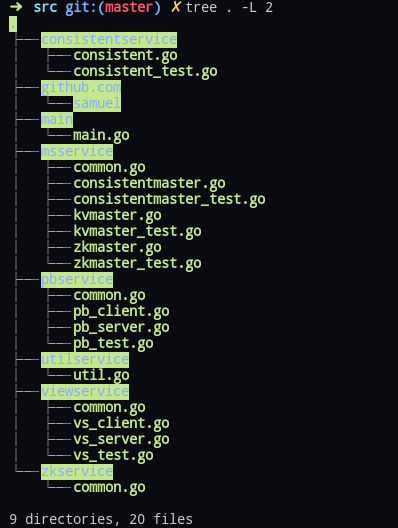 ➜ src git:(master) ✗ tree . -L 2
.
├── consistentservice
│   ├── consistent.go
│   └── consistent_test.go
├── github.com
│   └── samuel
├── main
│   └── main.go
├── msservice
│   ├── common.go
│   ├── consistentmaster.go
│   ├── consistentmaster_test.go
│   ├── kvmaster.go
│   ├── kvmaster_test.go
│   ├── zkmaster.go
│   └── zkmaster_test.go
├── pbservice
│   ├── common.go
│   ├── pb_client.go
│   ├── pb_server.go
│   └── pb_test.go
├── utilservice
│   └── util.go
├── viewservice
│   ├── common.go
│   ├── vs_client.go
│   ├── vs_server.go
│   └── vs_test.go
└── zkservice
    └── common.go
9 directories, 20 files